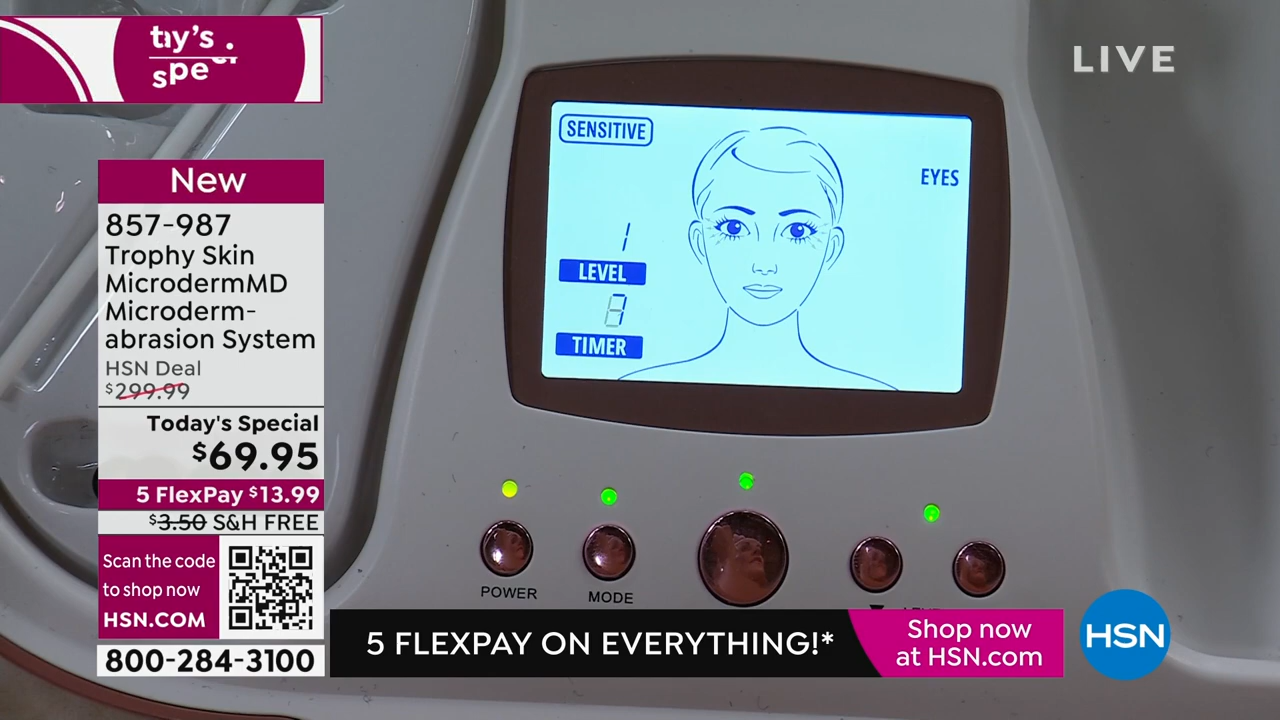 LIVE
New
857-987
Trophy Skin
MicrodermMD
Microderm-
abrasion System
HSN Deal
$299.99
Today's Special
$69.95
5 FlexPay $13.99
$3.50 S&H FREE
Scan the code
to shop now
HSN.COM
800-284-3100
SENSITIVE
EYES
1
LEVEL
7
TIMER
POWER
MODE
5 FLEXPAY ON EVERYTHING!*
Shop now
at HSN.com
HSN